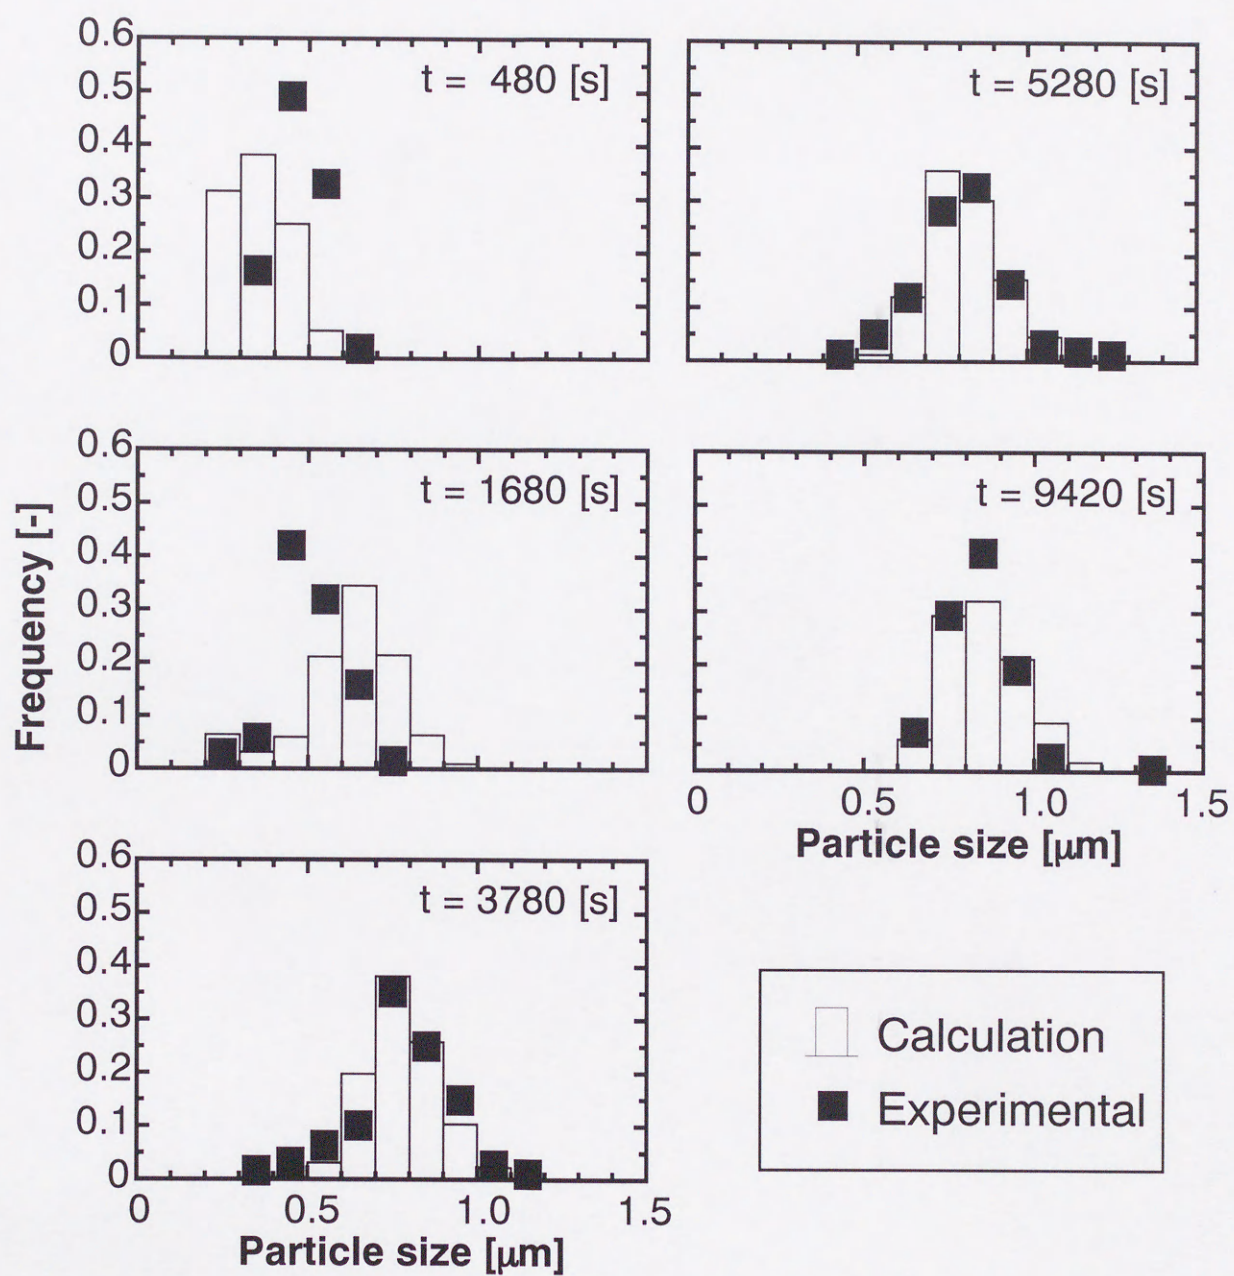 0.6
0.5
0.4
0.3
0.2
0.1
0
t = 480 [s]
t = 5280 [s]
0.6
0.5
0.4
0.3
0.2
0.1
0
t = 1680 [s]
t = 9420 [s]
0 0.5 1.0 1.5
Particle size [μm]
Frequency [-]
0.6
0.5
0.4
0.3
0.2
0.1
0
t = 3780 [s]
0 0.5 1.0 1.5
Particle size [μm]
Calculation
Experimental